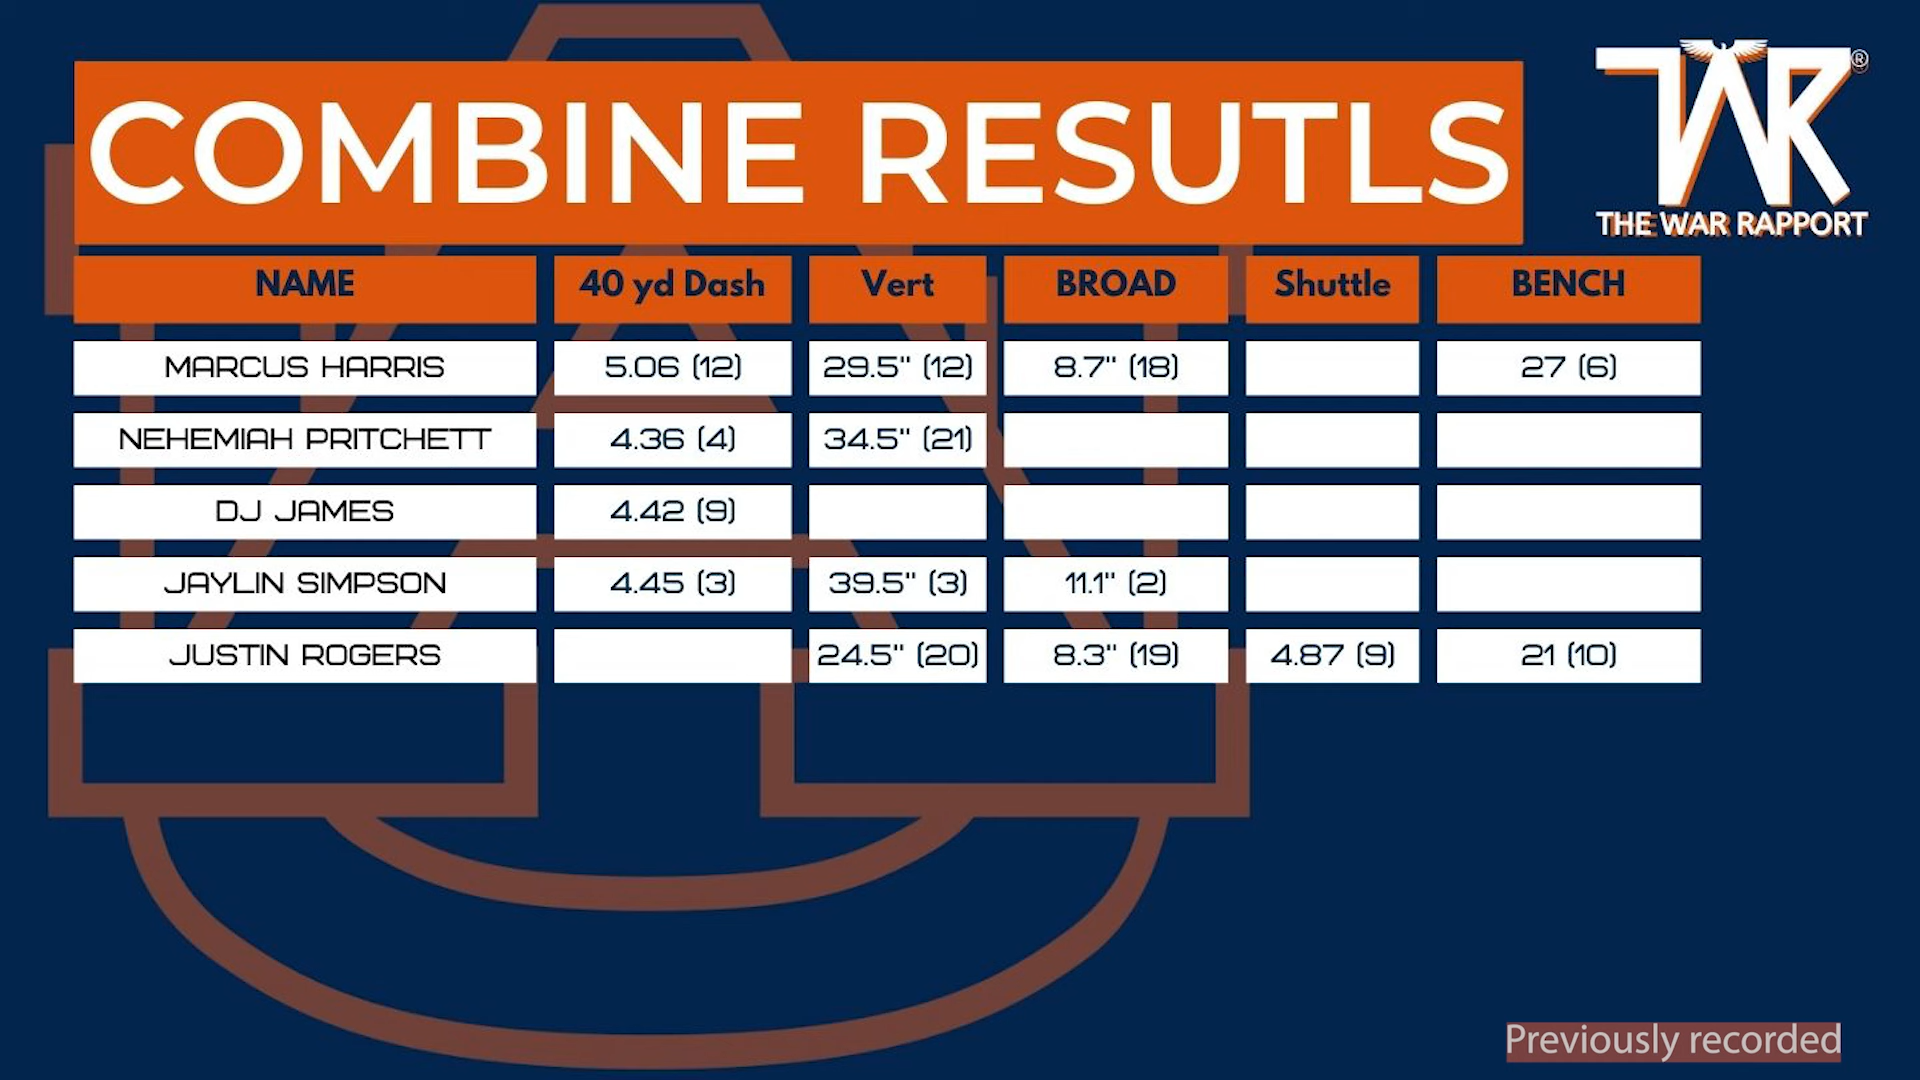 COMBINE RESUTLS
WAR®
THE WAR RAPPORT
NAME 40 yd Dash Vert BROAD Shuttle BENCH
MARCUS HARRIS 5.06 (12) 29.5" (12) 8.7" (18) 27 (6)
NEHEMIAH PRITCHETT 4.36 (4) 34.5" (21)
DJ JAMES 4.42 (9)
JAYLIN SIMPSON 4.45 (3) 39.5" (3) 11.1" (2)
JUSTIN ROGERS 24.5" (20) 8.3" (19) 4.87 (9) 21 (10)
Previously recorded